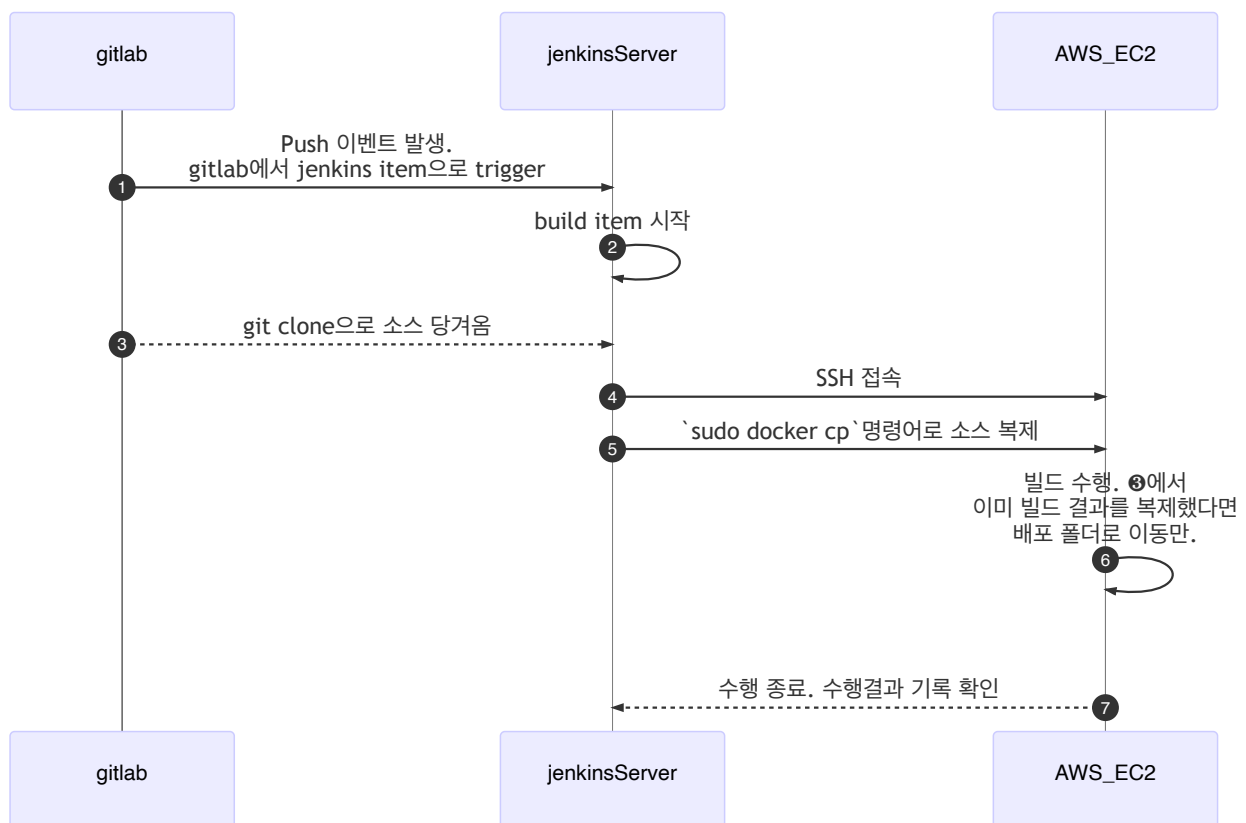 gitlab
jenkinsServer
AWS_EC2
Push 이벤트 발생.
gitlab에서 jenkins item으로 trigger
1
build item 시작
2
git clone으로 소스 당겨옴
3
SSH 접속
4
`sudo docker cp`명령어로 소스 복제
5
빌드 수행. ❸에서
이미 빌드 결과를 복제했다면
배포 폴더로 이동만.
6
수행 종료. 수행결과 기록 확인
7
gitlab
jenkinsServer
AWS_EC2